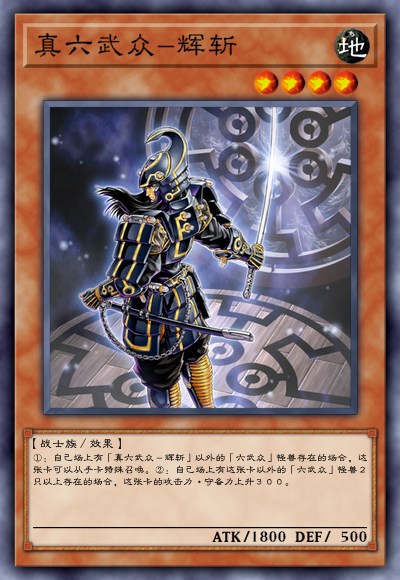 真六武众-辉斩
地
【战士族／效果】
①：自己场上有「真六武众－辉斩」以外的「六武众」怪兽存在的场合，这
张卡可以从手卡特殊召唤。②：自己场上有这张卡以外的「六武众」怪兽２
只以上存在的场合，这张卡的攻击力·守备力上升３００。
ATK/1800 DEF/ 500